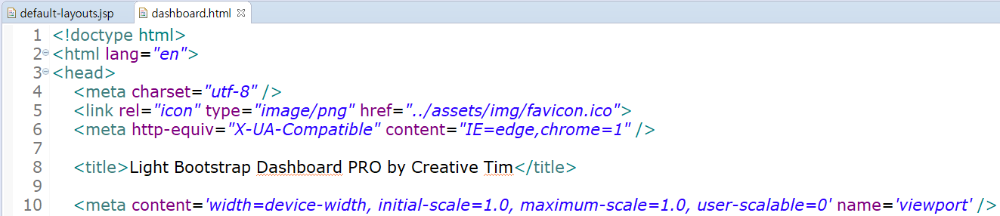 default-layouts.jsp dashboard.html
1 <!doctype html>
2 <html lang="en">
3 <head>
4 <meta charset="utf-8" />
5 <link rel="icon" type="image/png" href="../assets/img/favicon.ico">
6 <meta http-equiv="X-UA-Compatible" content="IE=edge,chrome=1" />
7
8 <title>Light Bootstrap Dashboard PRO by Creative Tim</title>
9
10 <meta content='width=device-width, initial-scale=1.0, maximum-scale=1.0, user-scalable=0' name='viewport' />